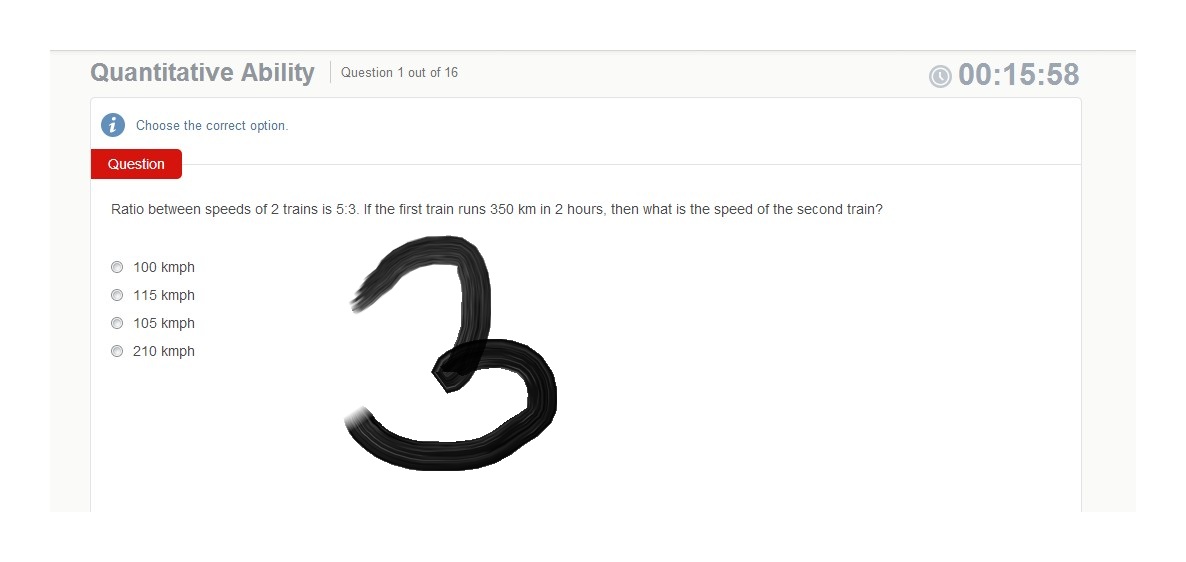 Quantitative Ability
Question 1 out of 16
00:15:58
i
Choose the correct option.
Question
Ratio between speeds of 2 trains is 5:3. If the first train runs 350 km in 2 hours, then what is the speed of the second train?
100 kmph
115 kmph
105 kmph
210 kmph
3